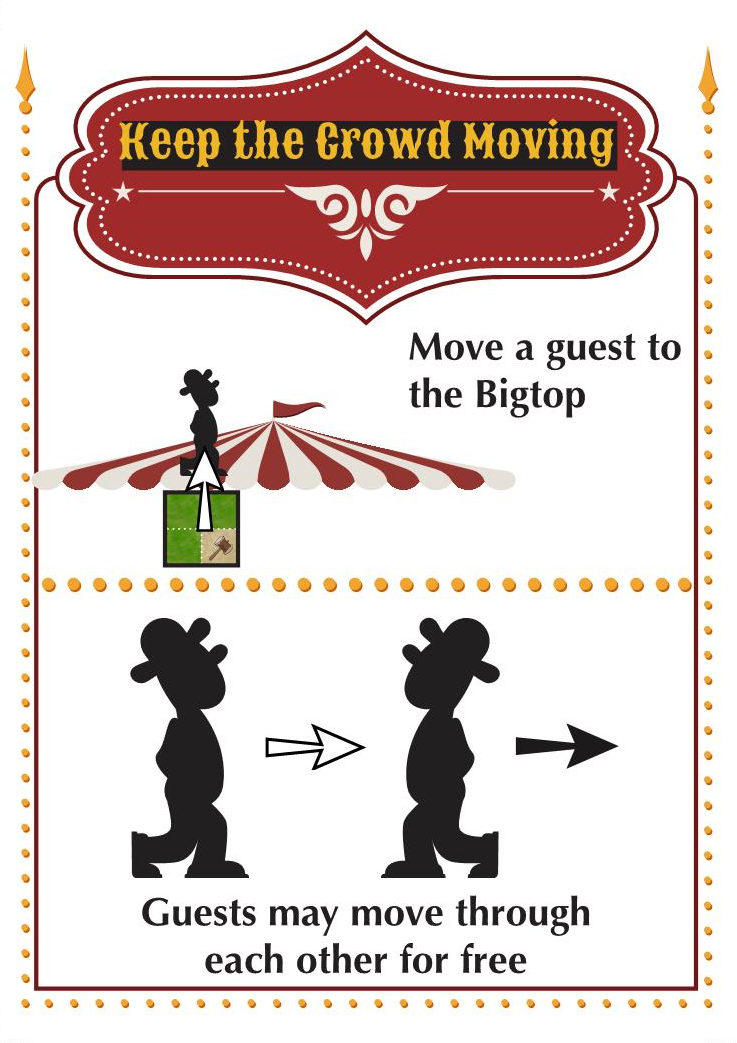 Keep the Crowd Moving
Move a guest to
the Bigtop
Guests may move through
each other for free